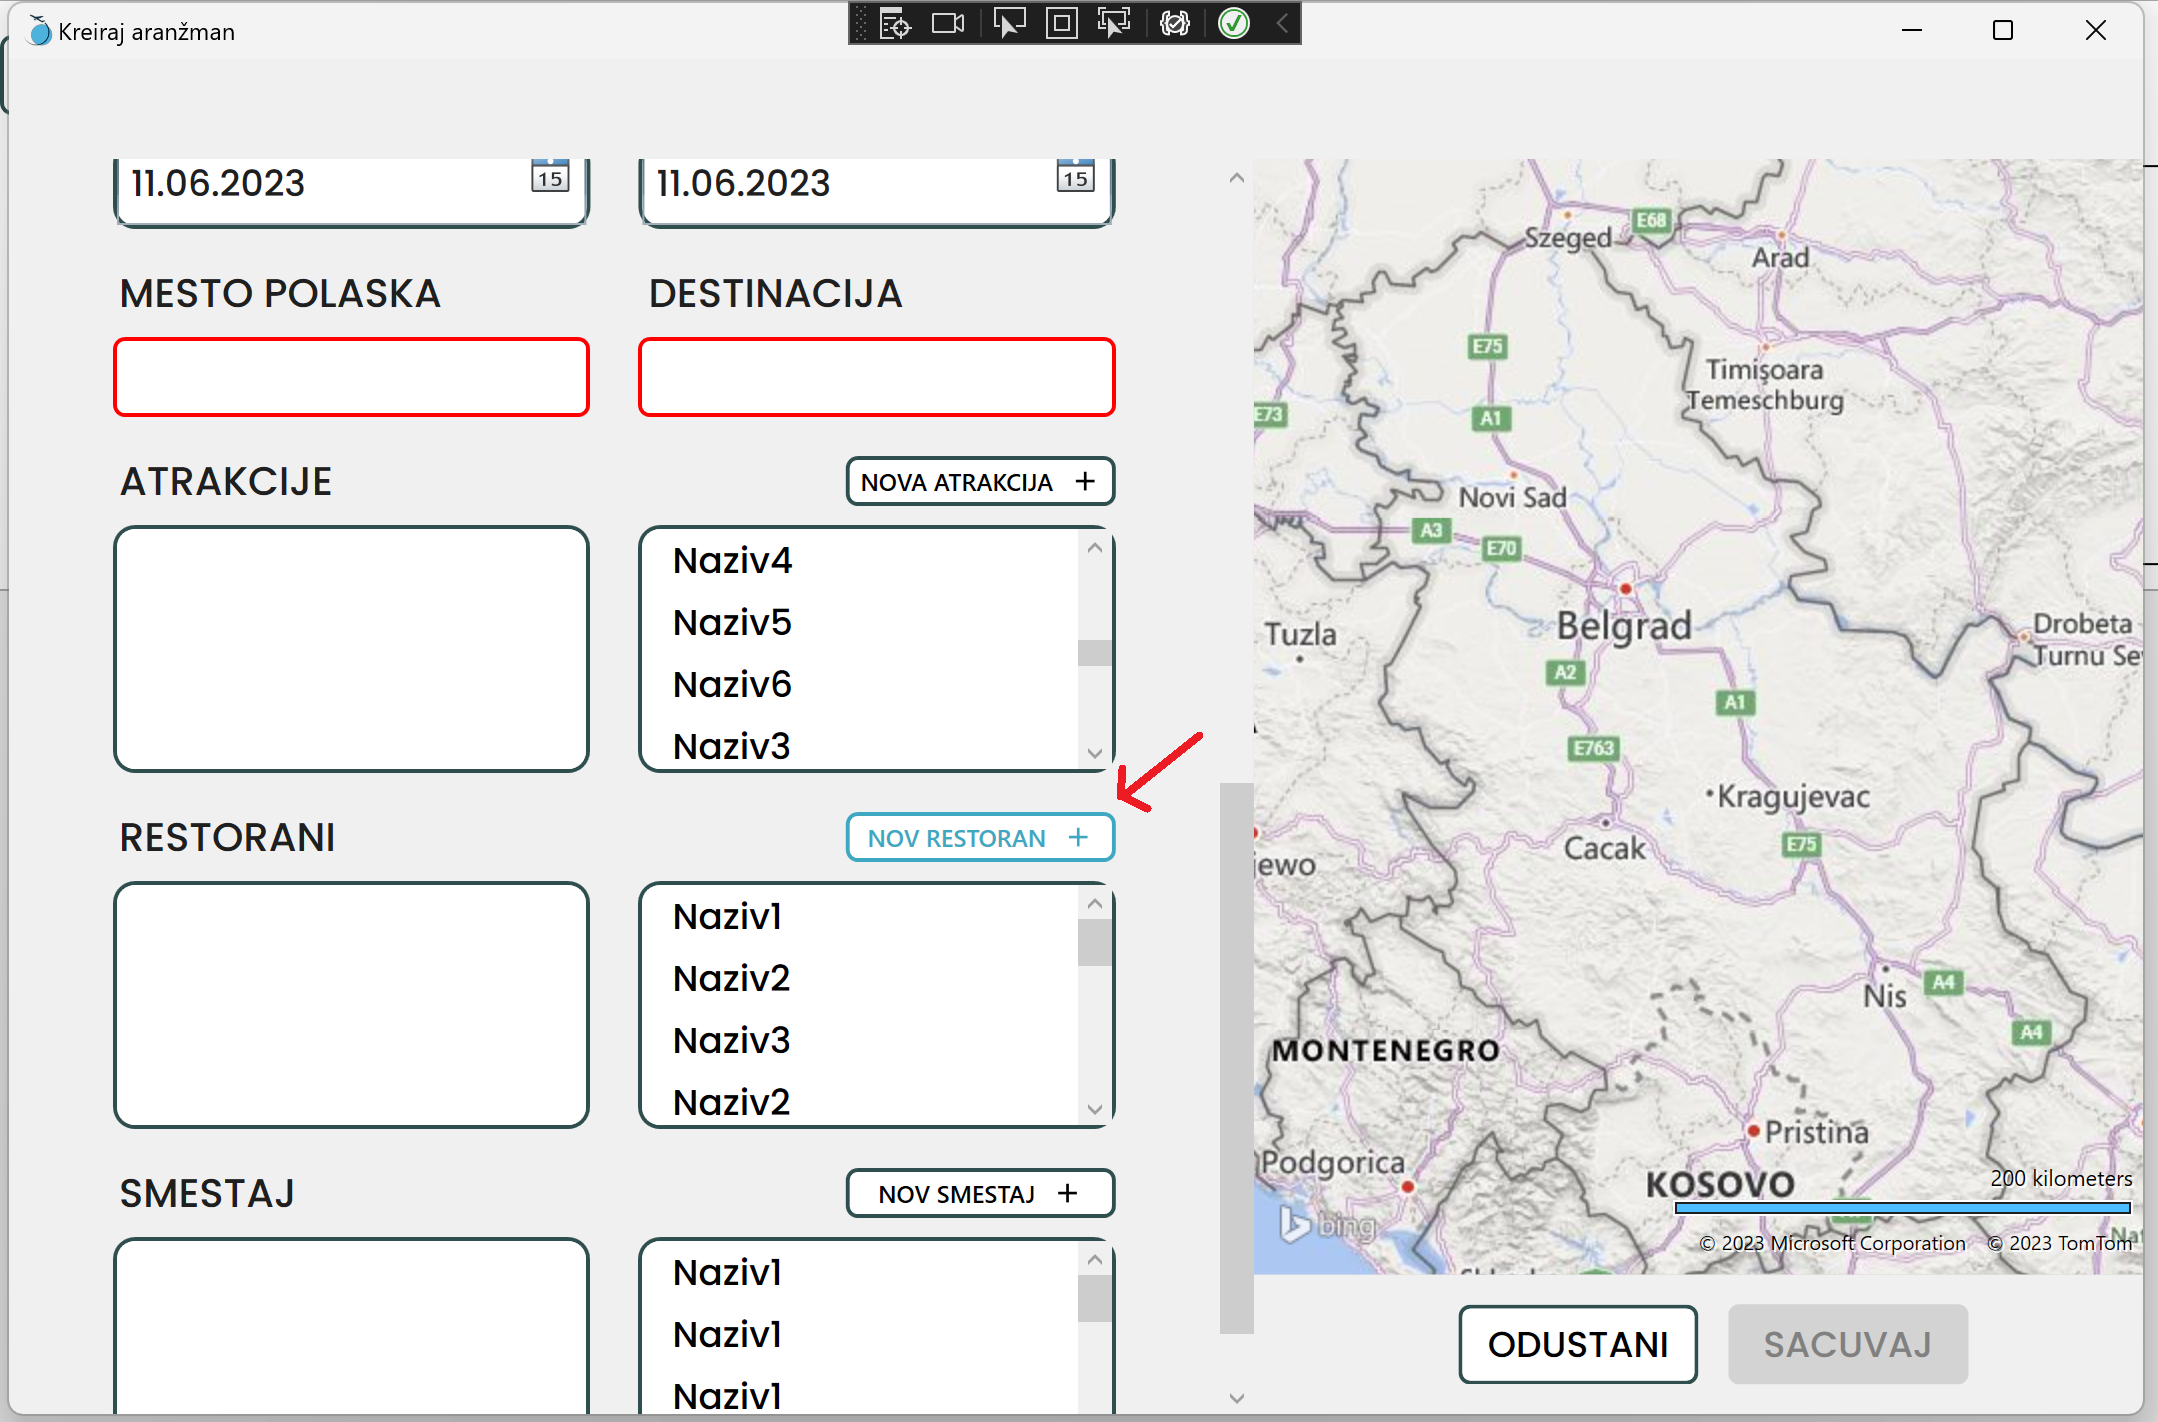 Kreiraj aranžman
11.06.2023
15
11.06.2023
15
MESTO POLASKA
DESTINACIJA
ATRAKCIJE
NOVA ATRAKCIJA +
Naziv4
Naziv5
Naziv6
Naziv3
RESTORANI
NOV RESTORAN +
Naziv1
Naziv2
Naziv3
Naziv2
SMESTAJ
NOV SMESTAJ +
Naziv1
Naziv1
Naziv1
Szeged
E68
Arad
E75
Timişoara
Temeschburg
E73
A1
Novi Sad
A3
E70
Belgrad
Tuzla
Drobeta
Turnu Se
A2
A1
E763
Kragujevac
Cacak
E75
ewo
Nis
A4
A4
MONTENEGRO
Pristina
Podgorica
KOSOVO
200 kilometers
bing
© 2023 Microsoft Corporation © 2023 TomTom
ODUSTANI
SACUVAJ